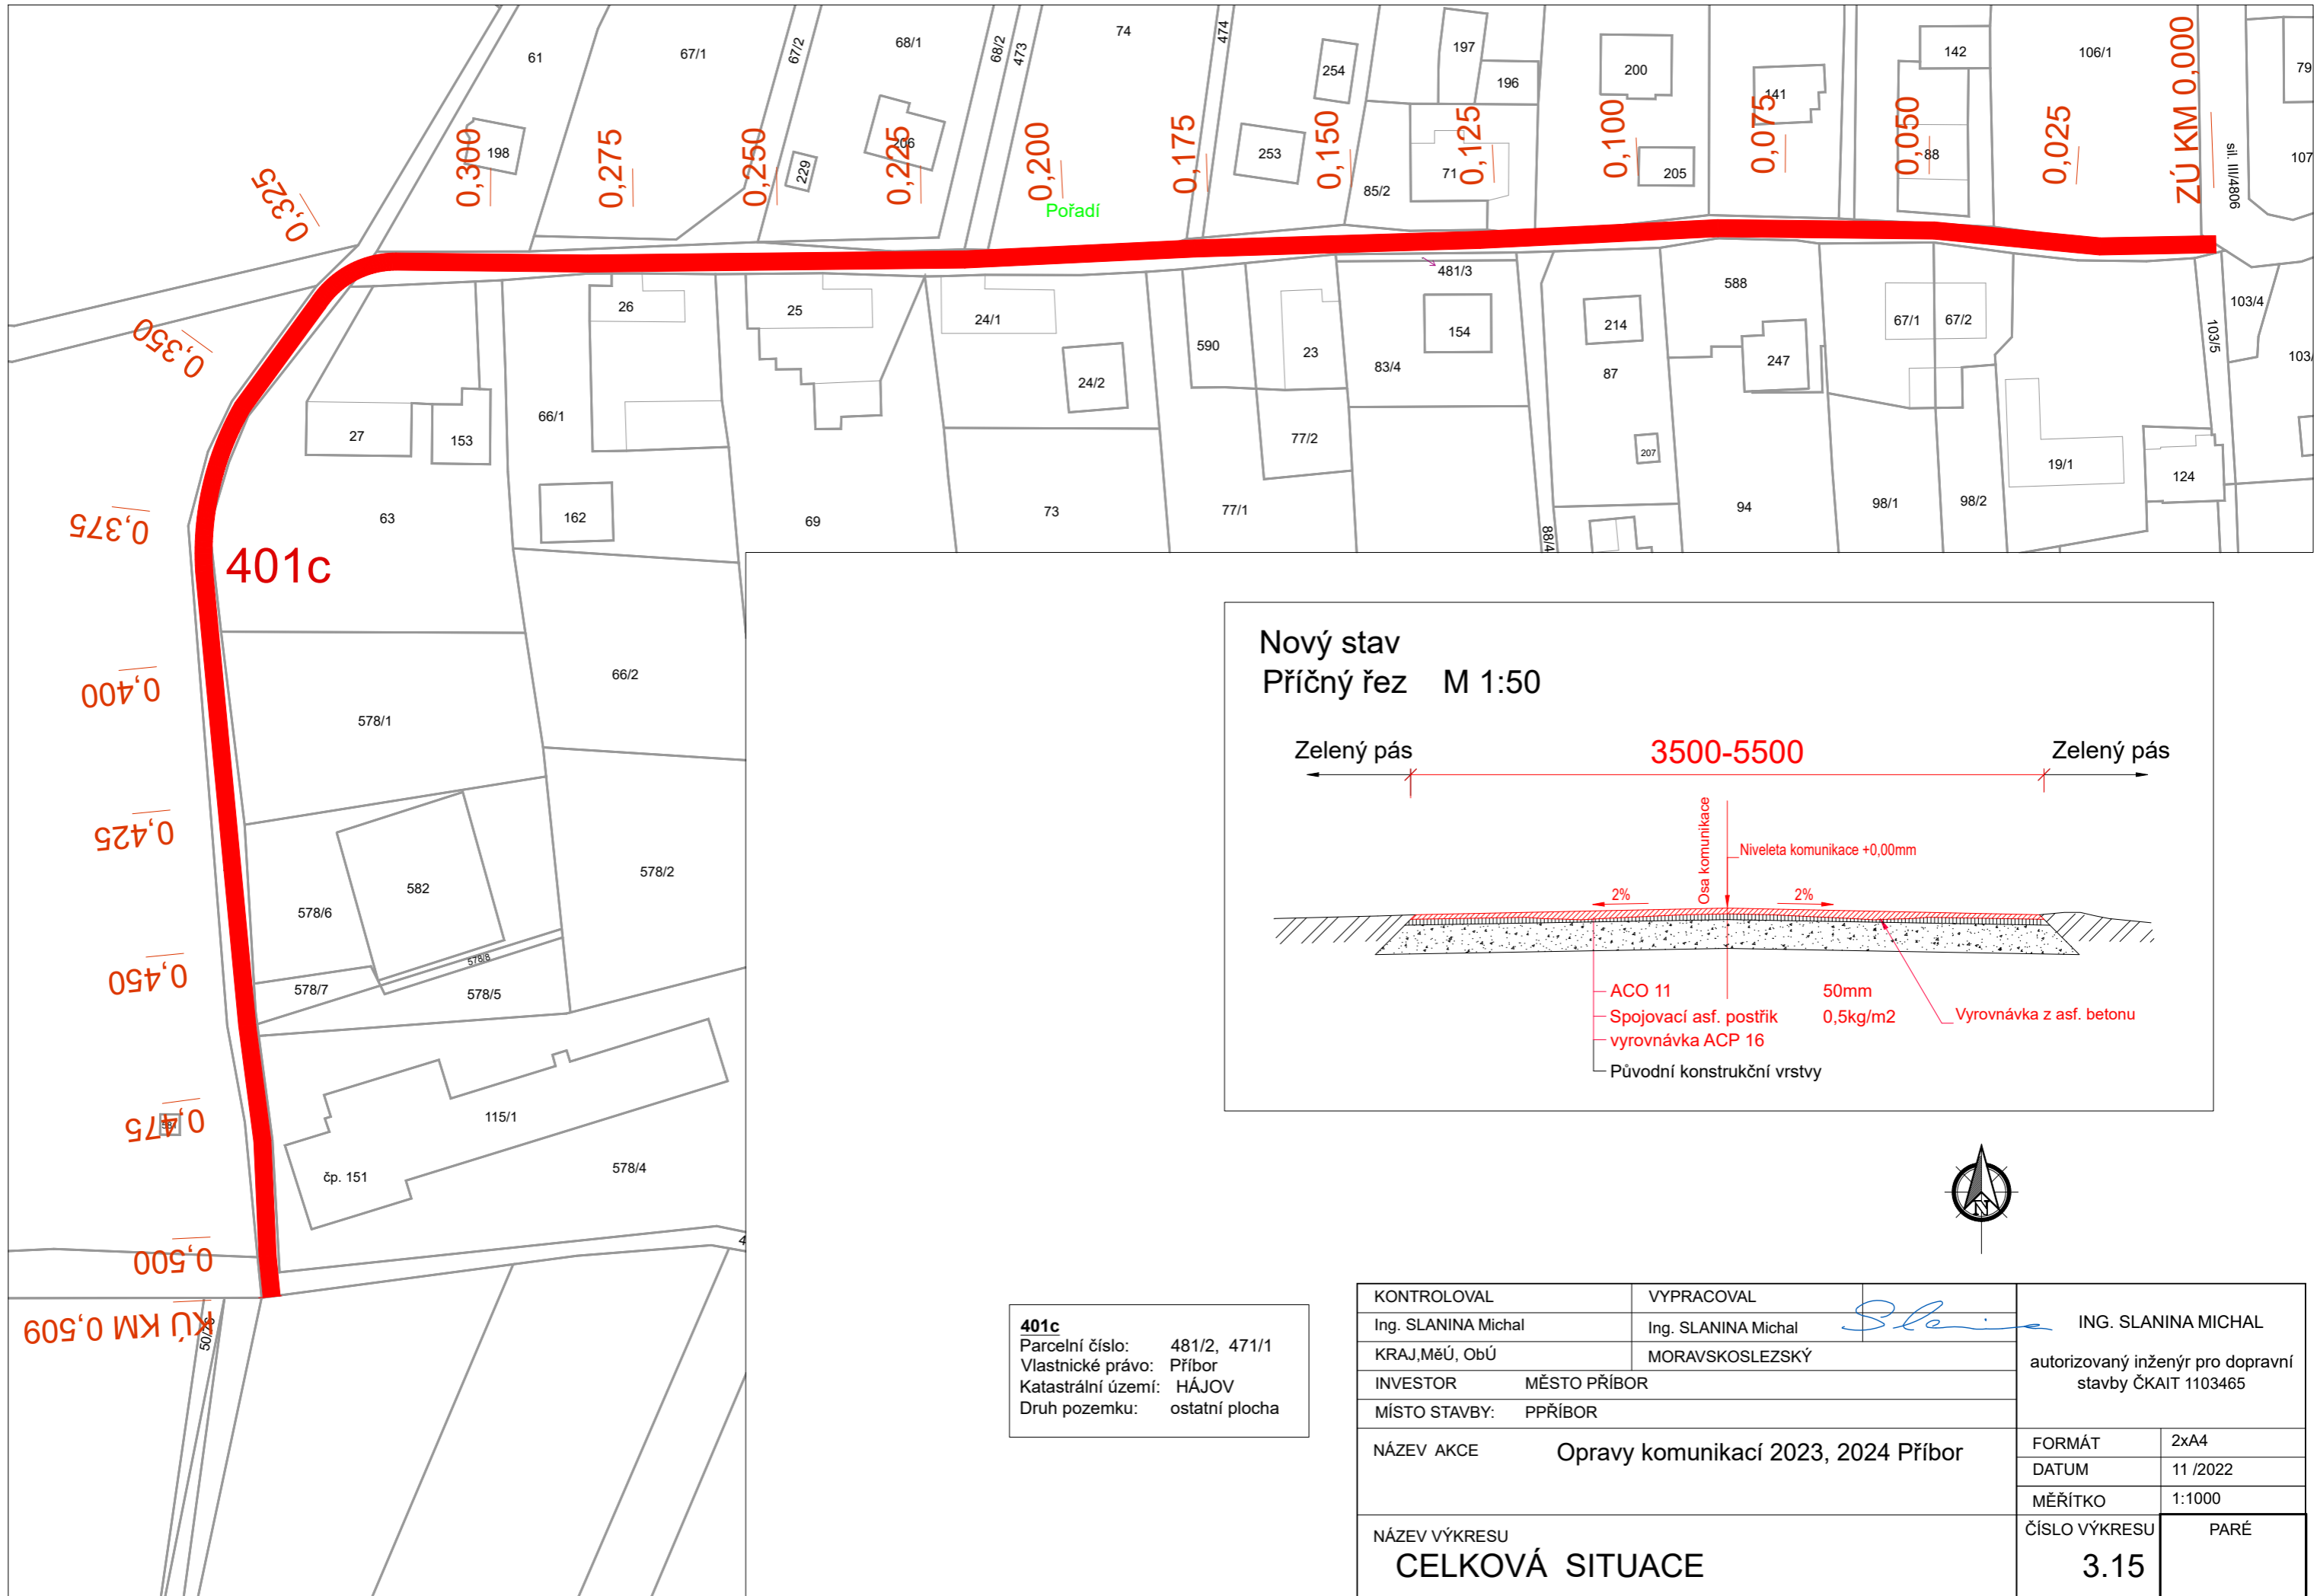 61
67/1
67/2
68/1
68/2
473
74
474
254
197
196
200
141
142
106/1
ZÚ KM 0,000
79
0,325
0,300
198
0,275
0,250
229
0,225
206
0,200
Pořadí
0,175
253
0,150
85/2
71
0,125
0,100
205
0,075
0,050
88
0,025
sil. III/4806
107
0,350
26
25
24/1
24/2
590
23
481/3
154
83/4
214
87
588
247
67/1
67/2
103/4
103/5
103/
27
153
66/1
77/2
207
19/1
124
0,375
63
162
69
73
77/1
88/4
94
98/1
98/2
401c
0,400
578/1
66/2
0,425
582
578/6
578/2
0,450
578/7
578/8
578/5
0,475
115/1
čp. 151
578/4
0,500
4
KÚ KM 0,509
Nový stav
Příčný řez M 1:50
Zelený pás 3500-5500 Zelený pás
Osa komunikace
Niveleta komunikace +0,00mm
2% 2%
ACO 11 50mm
Spojovací asf. postřik 0,5kg/m2
vyrovnávka ACP 16
Původní konstrukční vrstvy
Vyrovnávka z asf. betonu
N
401c
Parcelní číslo: 481/2, 471/1
Vlastnické právo: Příbor
Katastrální území: HÁJOV
Druh pozemku: ostatní plocha
KONTROLOVAL VYPRACOVAL
Ing. SLANINA Michal Ing. SLANINA Michal Slanina
KRAJ,MěÚ, ObÚ MORAVSKOSLEZSKÝ
INVESTOR MĚSTO PŘÍBOR
MÍSTO STAVBY: PPŘÍBOR
NÁZEV AKCE Opravy komunikací 2023, 2024 Příbor
NÁZEV VÝKRESU
CELKOVÁ SITUACE
ING. SLANINA MICHAL
autorizovaný inženýr pro dopravní
stavby ČKAIT 1103465
FORMÁT 2xA4
DATUM 11 /2022
MĚŘÍTKO 1:1000
ČÍSLO VÝKRESU PARÉ
3.15